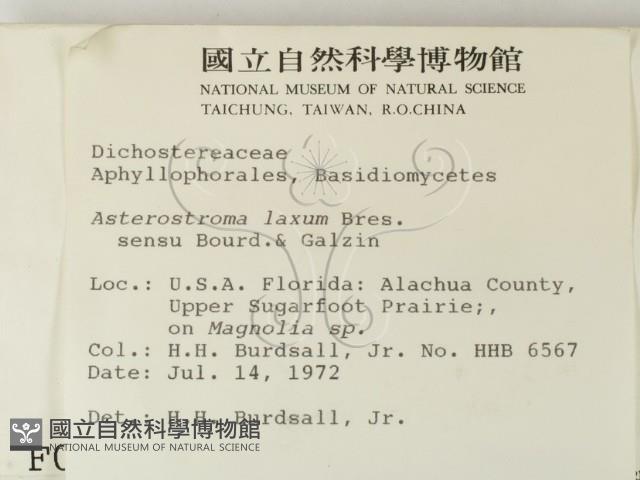 國立自然科學博物館
NATIONAL MUSEUM OF NATURAL SCIENCE
TAICHUNG, TAIWAN, R.O.CHINA
Dichostereaceae
Aphyllophorales, Basidiomycetes
Asterostroma laxum Bres.
sensu Bourd.& Galzin
Loc.: U.S.A. Florida: Alachua County,
Upper Sugarfoot Prairie;,
on Magnolia sp.
Col.: H.H. Burdsall, Jr. No. HHB 6567
Date: Jul. 14, 1972
Det.: H.H. Burdsall, Jr.
國立自然科學博物館
NATIONAL MUSEUM OF NATURAL SCIENCE